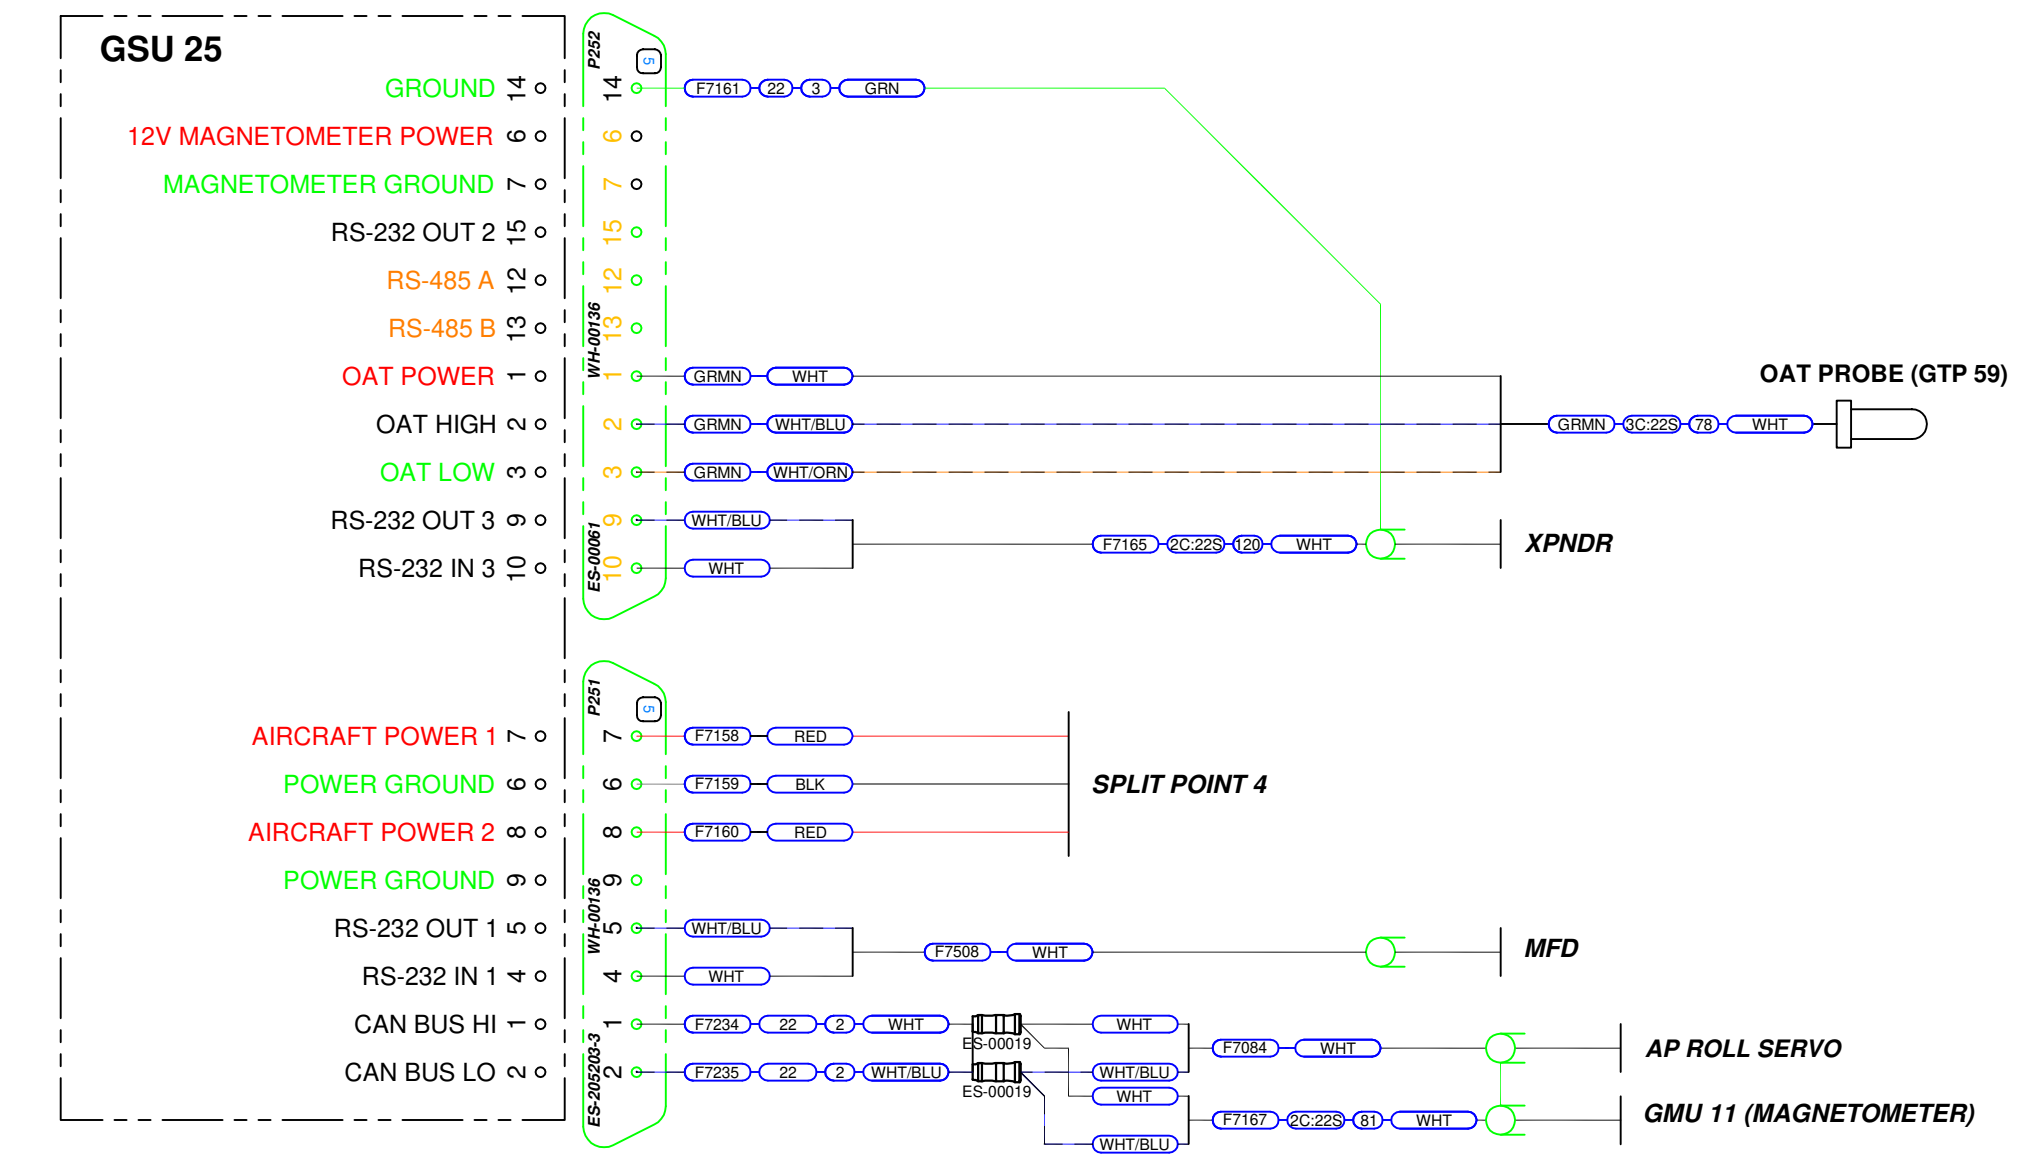 GSU 25
P252
5
GROUND 14 14 F7161 22 3 GRN
12V MAGNETOMETER POWER 6 6
MAGNETOMETER GROUND 7 7
RS-232 OUT 2 15 15
RS-485 A 12 12
RS-485 B 13 13
WH-00136
OAT POWER 1 1 GRMN WHT
OAT PROBE (GTP 59)
OAT HIGH 2 2 GRMN WHT/BLU GRMN 3C:22S 78 WHT
OAT LOW 3 3 GRMN WHT/ORN
RS-232 OUT 3 9 9 WHT/BLU
F7165 2C:22S 120 WHT XPNDR
RS-232 IN 3 10 10 WHT
ES-00061
P251
5
AIRCRAFT POWER 1 7 7 F7158 RED
POWER GROUND 6 6 F7159 BLK SPLIT POINT 4
AIRCRAFT POWER 2 8 8 F7160 RED
POWER GROUND 9 9
WH-00136
RS-232 OUT 1 5 5 WHT/BLU
F7508 WHT MFD
RS-232 IN 1 4 4 WHT
CAN BUS HI 1 1 F7234 22 2 WHT WHT
ES-00019
F7084 WHT AP ROLL SERVO
CAN BUS LO 2 2 F7235 22 2 WHT/BLU WHT/BLU
ES-00019
WHT
F7167 2C:22S 81 WHT GMU 11 (MAGNETOMETER)
WHT/BLU
ES-205203-3